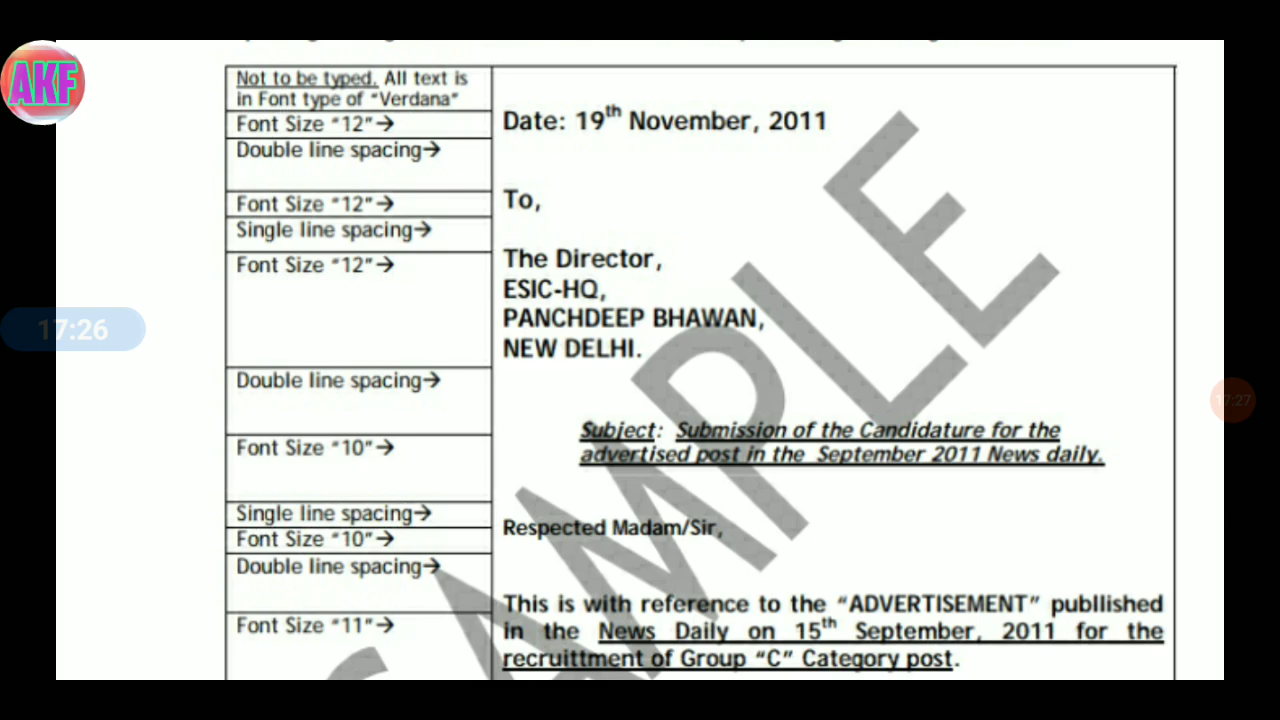 AKF
Not to be typed. All text is
in Font type of “Verdana”
Font Size “12”→
Double line spacing→
Font Size “12”→
Single line spacing→
Font Size “12”→
Double line spacing→
Font Size “10”→
Single line spacing→
Font Size “10”→
Double line spacing→
Font Size “11”→
Date: 19th November, 2011
To,
The Director,
ESIC-HQ,
PANCHDEEP BHAWAN,
NEW DELHI.
Subject: Submission of the Candidature for the
advertised post in the September 2011 News daily.
Respected Madam/Sir,
This is with reference to the “ADVERTISEMENT” publlished
in the News Daily on 15th September, 2011 for the
recruittment of Group “C” Category post.
SAMPLE
17:26
17:27